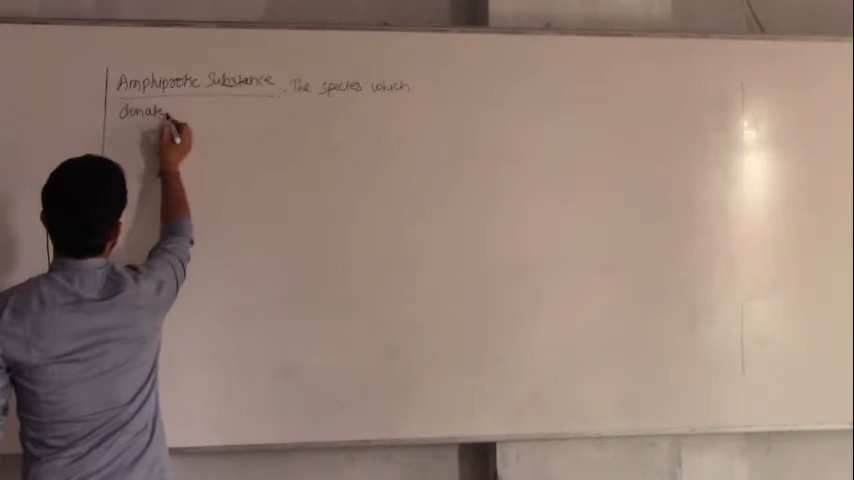 Amphiprotic Substance :- The species which
donate